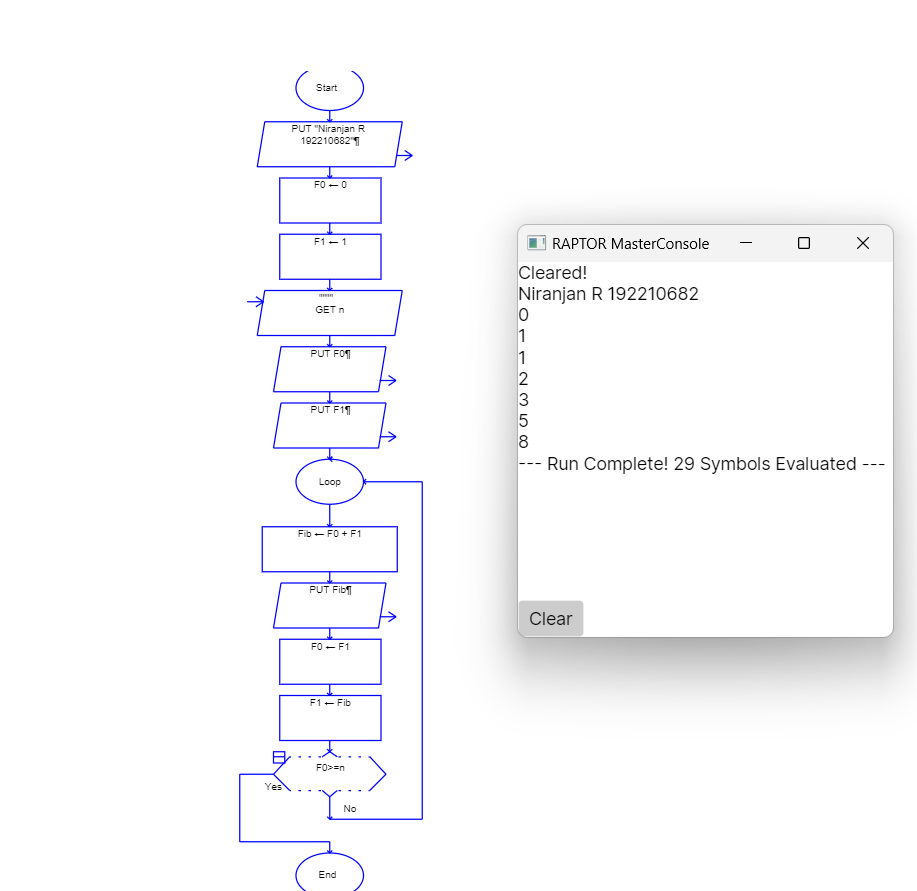 Start
PUT "Niranjan R
192210682"¶
F0 ← 0
F1 ← 1
""""
GET n
PUT F0¶
PUT F1¶
Loop
Fib ← F0 + F1
PUT Fib¶
F0 ← F1
F1 ← Fib
F0>=n
Yes
No
End
RAPTOR MasterConsole
Cleared!
Niranjan R 192210682
0
1
1
2
3
5
8
--- Run Complete! 29 Symbols Evaluated ---
Clear